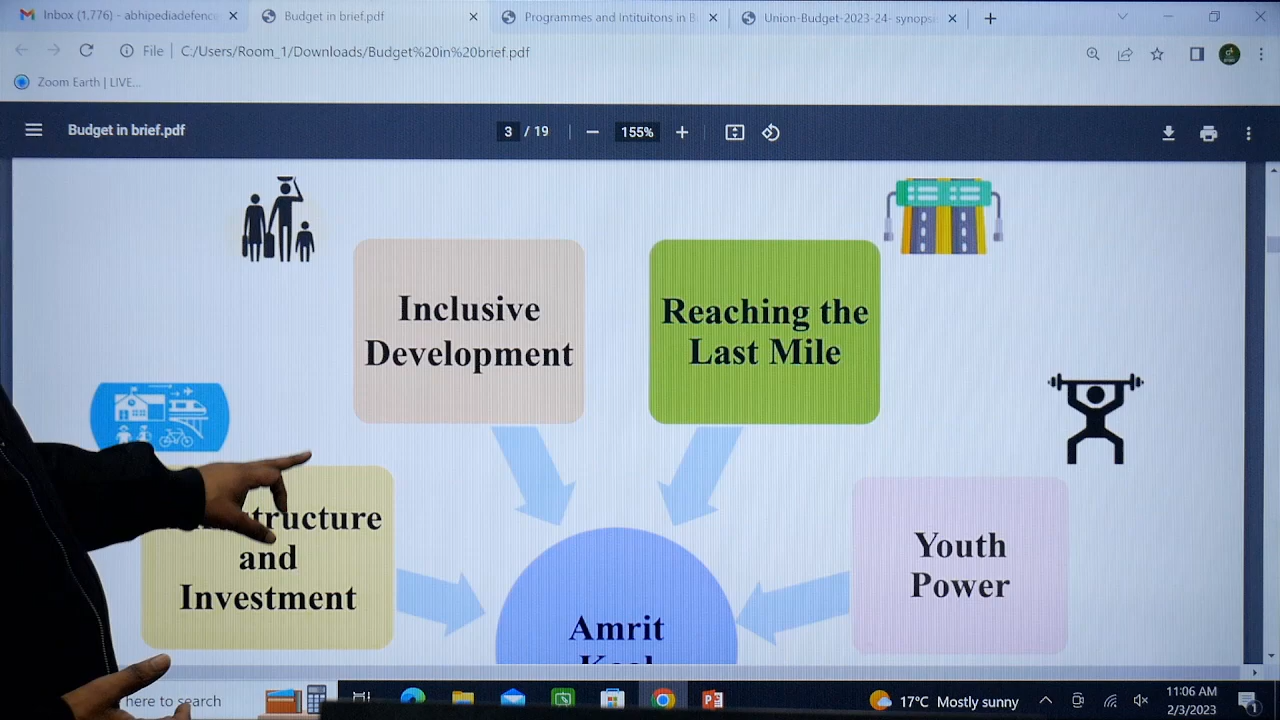 Inbox (1,776) - abhipediadefence
Budget in brief.pdf
Programmes and Intituitons in B
Union-Budget-2023-24- synops
File
C:/Users/Room_1/Downloads/Budget%20in%20brief.pdf
Zoom Earth | LIVE...
Budget in brief.pdf
3 / 19
155%
Inclusive
Development
Reaching the
Last Mile
tructure
and
Investment
Youth
Power
Amrit
here to search
17°C Mostly sunny
11:06 AM
2/3/2023
1